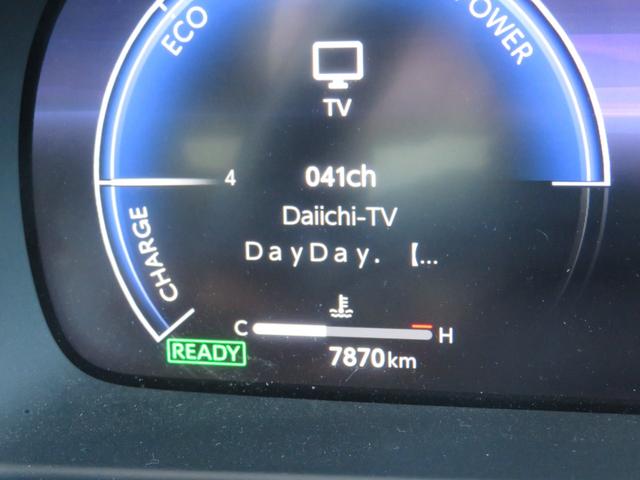 ECO
POWER
TV
4
041ch
Daiichi-TV
DayDay. 【...
CHARGE
C
H
READY
7870km